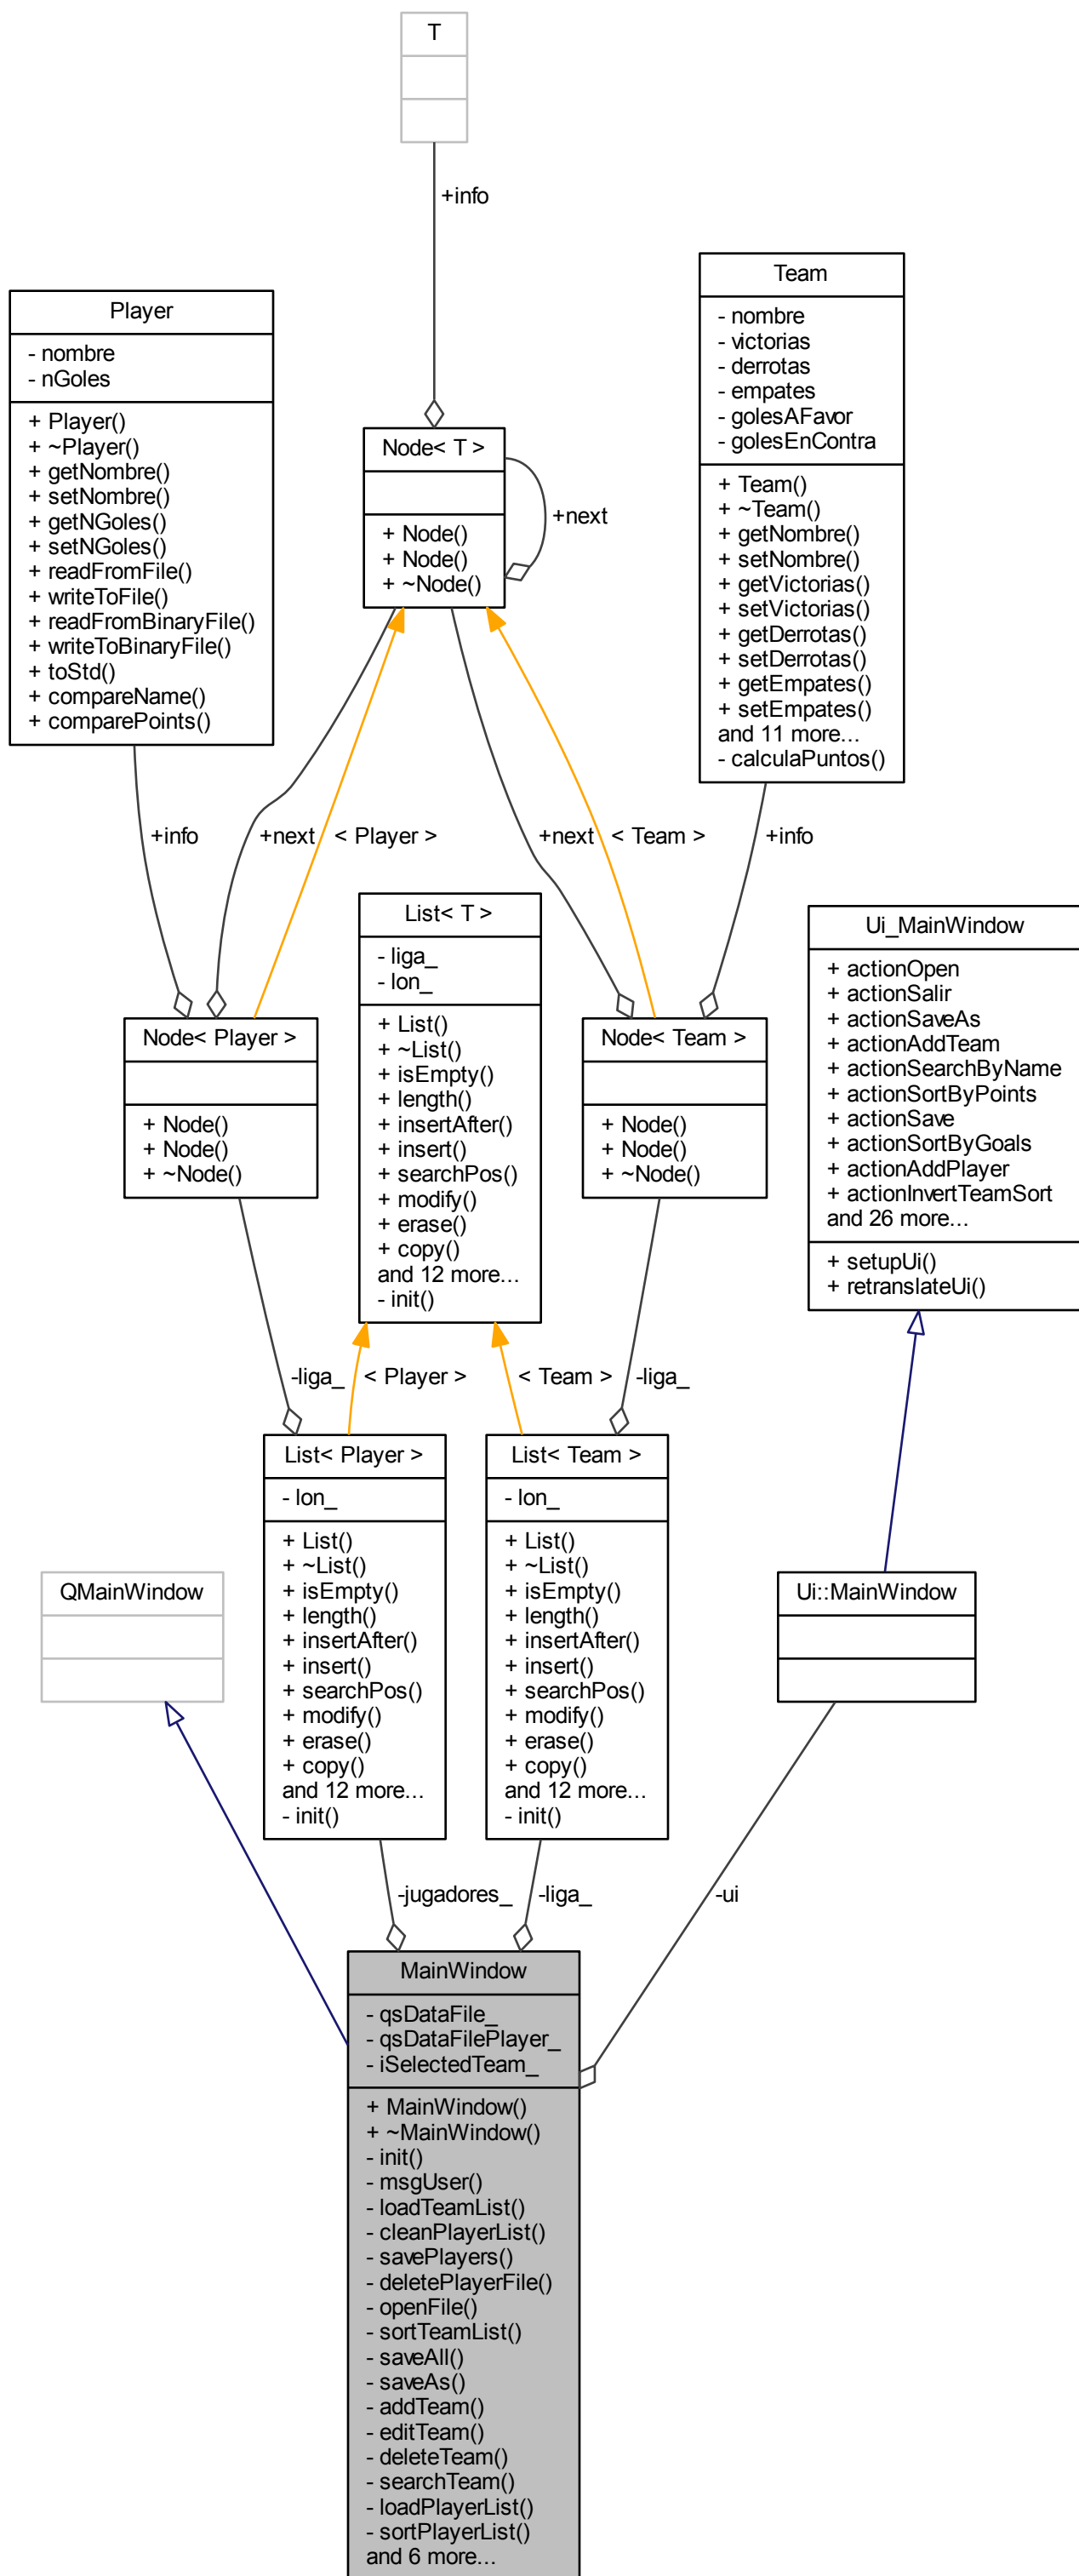 T
+info
Team
- nombre
- victorias
- derrotas
- empates
- golesAFavor
- golesEnContra
+ Team()
+ ~Team()
+ getNombre()
+ setNombre()
+ getVictorias()
+ setVictorias()
+ getDerrotas()
+ setDerrotas()
+ getEmpates()
+ setEmpates()
and 11 more...
- calculaPuntos()
Player
- nombre
- nGoles
+ Player()
+ ~Player()
+ getNombre()
+ setNombre()
+ getNGoles()
+ setNGoles()
+ readFromFile()
+ writeToFile()
+ readFromBinaryFile()
+ writeToBinaryFile()
+ toStd()
+ compareName()
+ comparePoints()
Node< T >
+ Node()
+ Node()
+ ~Node()
+next
+info
+next
< Player >
+next
< Team >
+info
List< T >
- liga_
- lon_
+ List()
+ ~List()
+ isEmpty()
+ length()
+ insertAfter()
+ insert()
+ searchPos()
+ modify()
+ erase()
+ copy()
and 12 more...
- init()
Ui_MainWindow
+ actionOpen
+ actionSalir
+ actionSaveAs
+ actionAddTeam
+ actionSearchByName
+ actionSortByPoints
+ actionSave
+ actionSortByGoals
+ actionAddPlayer
+ actionInvertTeamSort
and 26 more...
+ setupUi()
+ retranslateUi()
Node< Player >
+ Node()
+ Node()
+ ~Node()
Node< Team >
+ Node()
+ Node()
+ ~Node()
-liga_
< Player >
< Team >
-liga_
List< Player >
- lon_
+ List()
+ ~List()
+ isEmpty()
+ length()
+ insertAfter()
+ insert()
+ searchPos()
+ modify()
+ erase()
+ copy()
and 12 more...
- init()
List< Team >
- lon_
+ List()
+ ~List()
+ isEmpty()
+ length()
+ insertAfter()
+ insert()
+ searchPos()
+ modify()
+ erase()
+ copy()
and 12 more...
- init()
QMainWindow
Ui::MainWindow
-jugadores_
-liga_
-ui
MainWindow
- qsDataFile_
- qsDataFilePlayer_
- iSelectedTeam_
+ MainWindow()
+ ~MainWindow()
- init()
- msgUser()
- loadTeamList()
- cleanPlayerList()
- savePlayers()
- deletePlayerFile()
- openFile()
- sortTeamList()
- saveAll()
- saveAs()
- addTeam()
- editTeam()
- deleteTeam()
- searchTeam()
- loadPlayerList()
- sortPlayerList()
and 6 more...